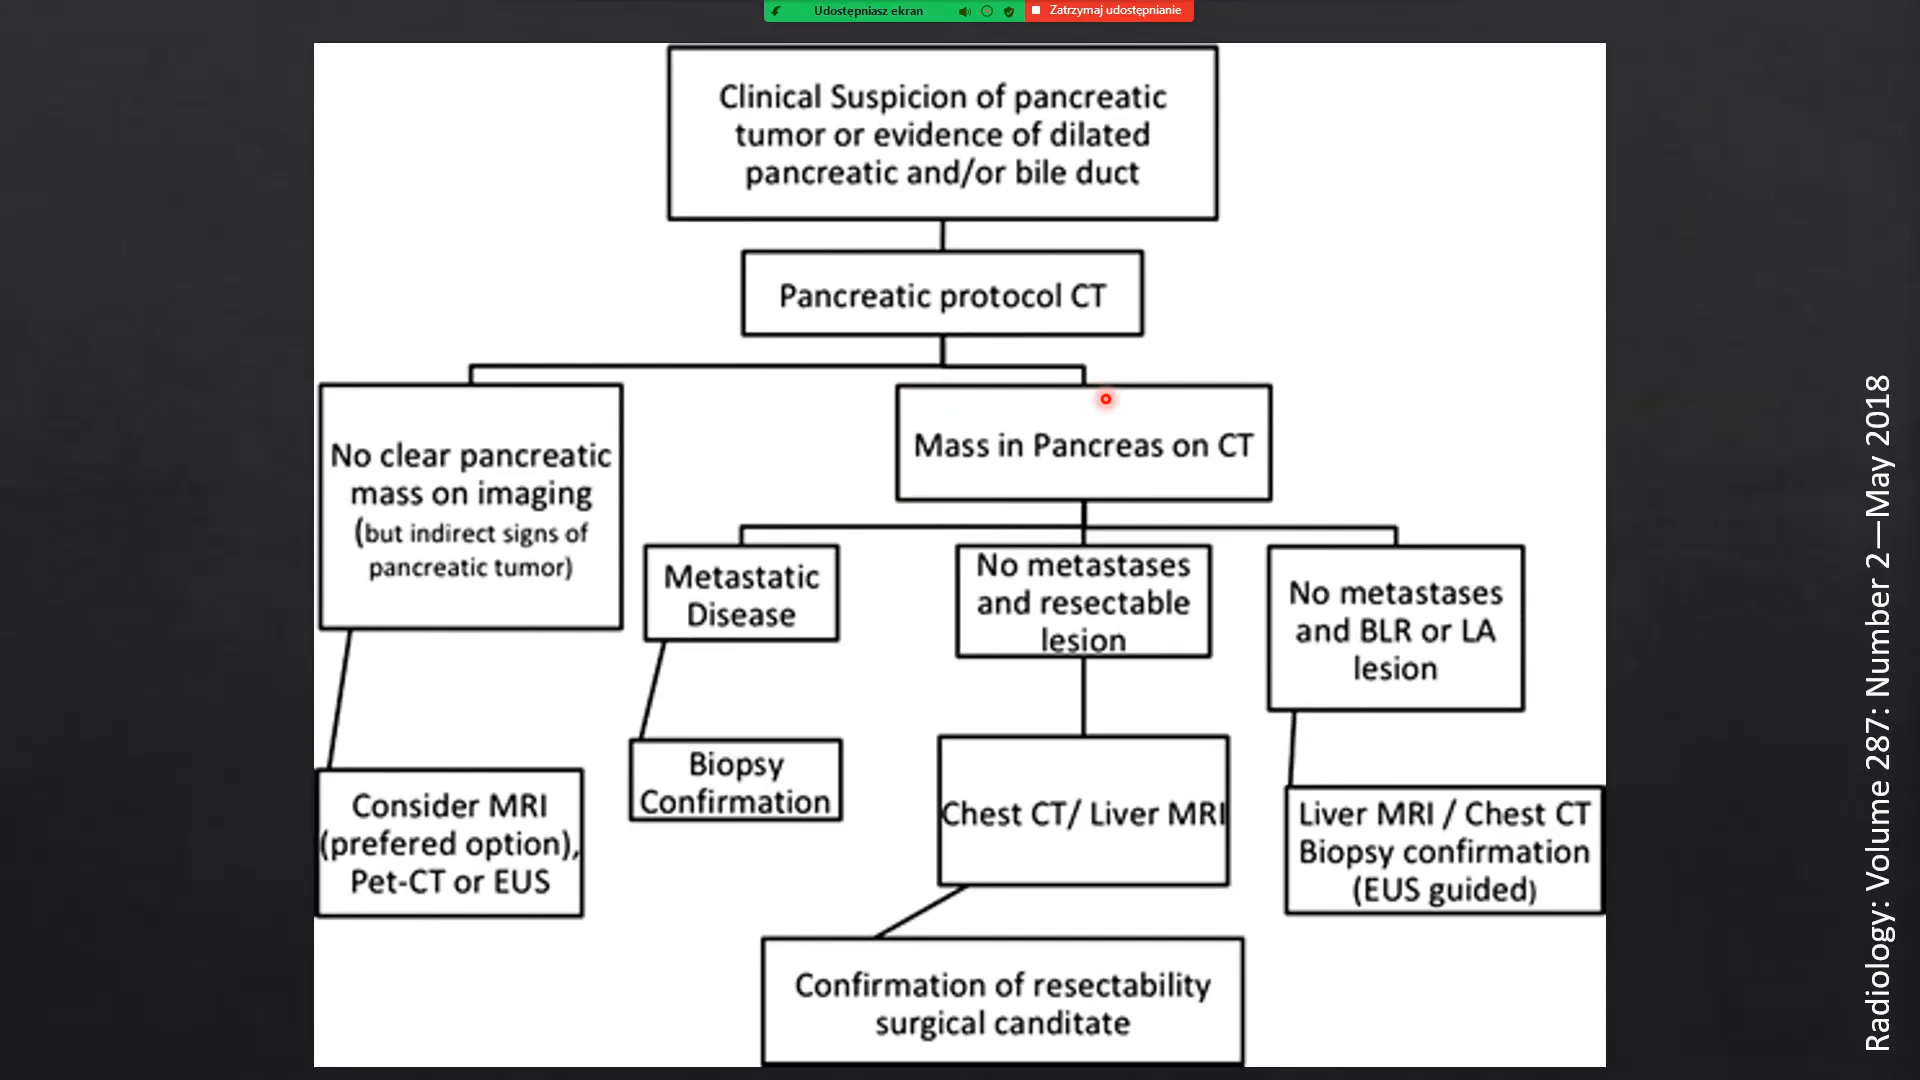 Udostępniasz ekran
Zatrzymaj udostępnianie
Clinical Suspicion of pancreatic
tumor or evidence of dilated
pancreatic and/or bile duct
Pancreatic protocol CT
No clear pancreatic
mass on imaging
(but indirect signs of
pancreatic tumor)
Mass in Pancreas on CT
Metastatic
Disease
No metastases
and resectable
lesion
No metastases
and BLR or LA
lesion
Consider MRI
(prefered option),
Pet-CT or EUS
Biopsy
Confirmation
Chest CT/ Liver MRI
Liver MRI / Chest CT
Biopsy confirmation
(EUS guided)
Confirmation of resectability
surgical canditate
Radiology: Volume 287: Number 2—May 2018